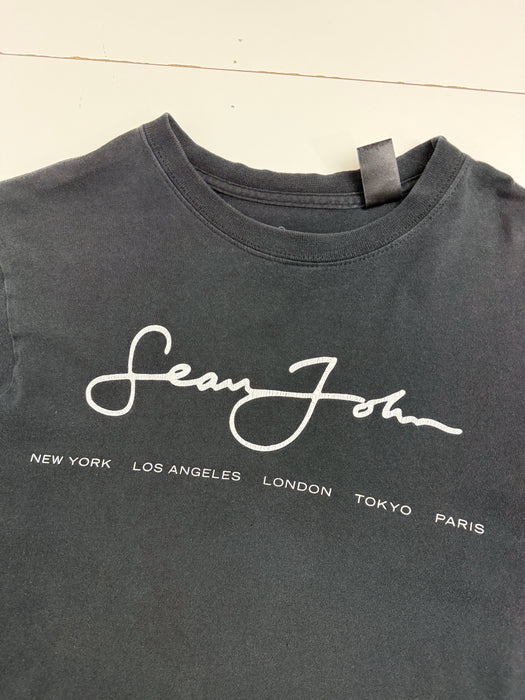 Sean John
NEW YORK LOS ANGELES LONDON TOKYO PARIS